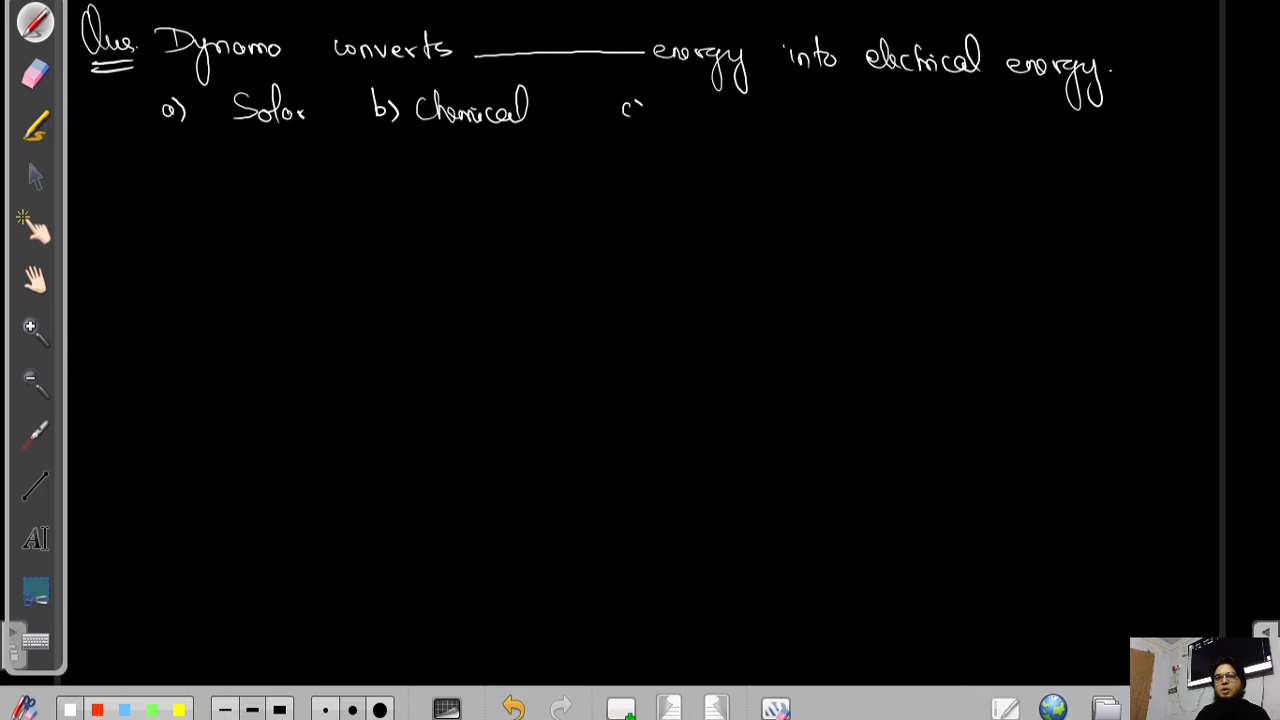 Que. Dynamo converts ________ energy into electrical energy.
a) Solar b) Chemical c)